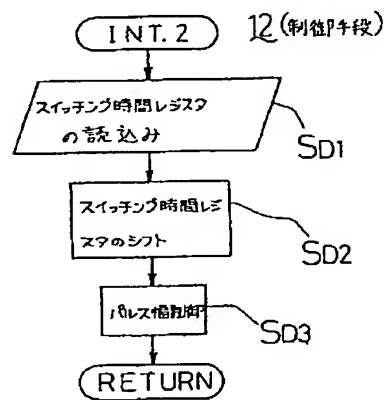 INT.2
12(制御手段)
スイッチング時間レジスタ
の読込み
SD1
スイッチング時間レジ
スタのシフト
SD2
パルス幅制御
SD3
RETURN